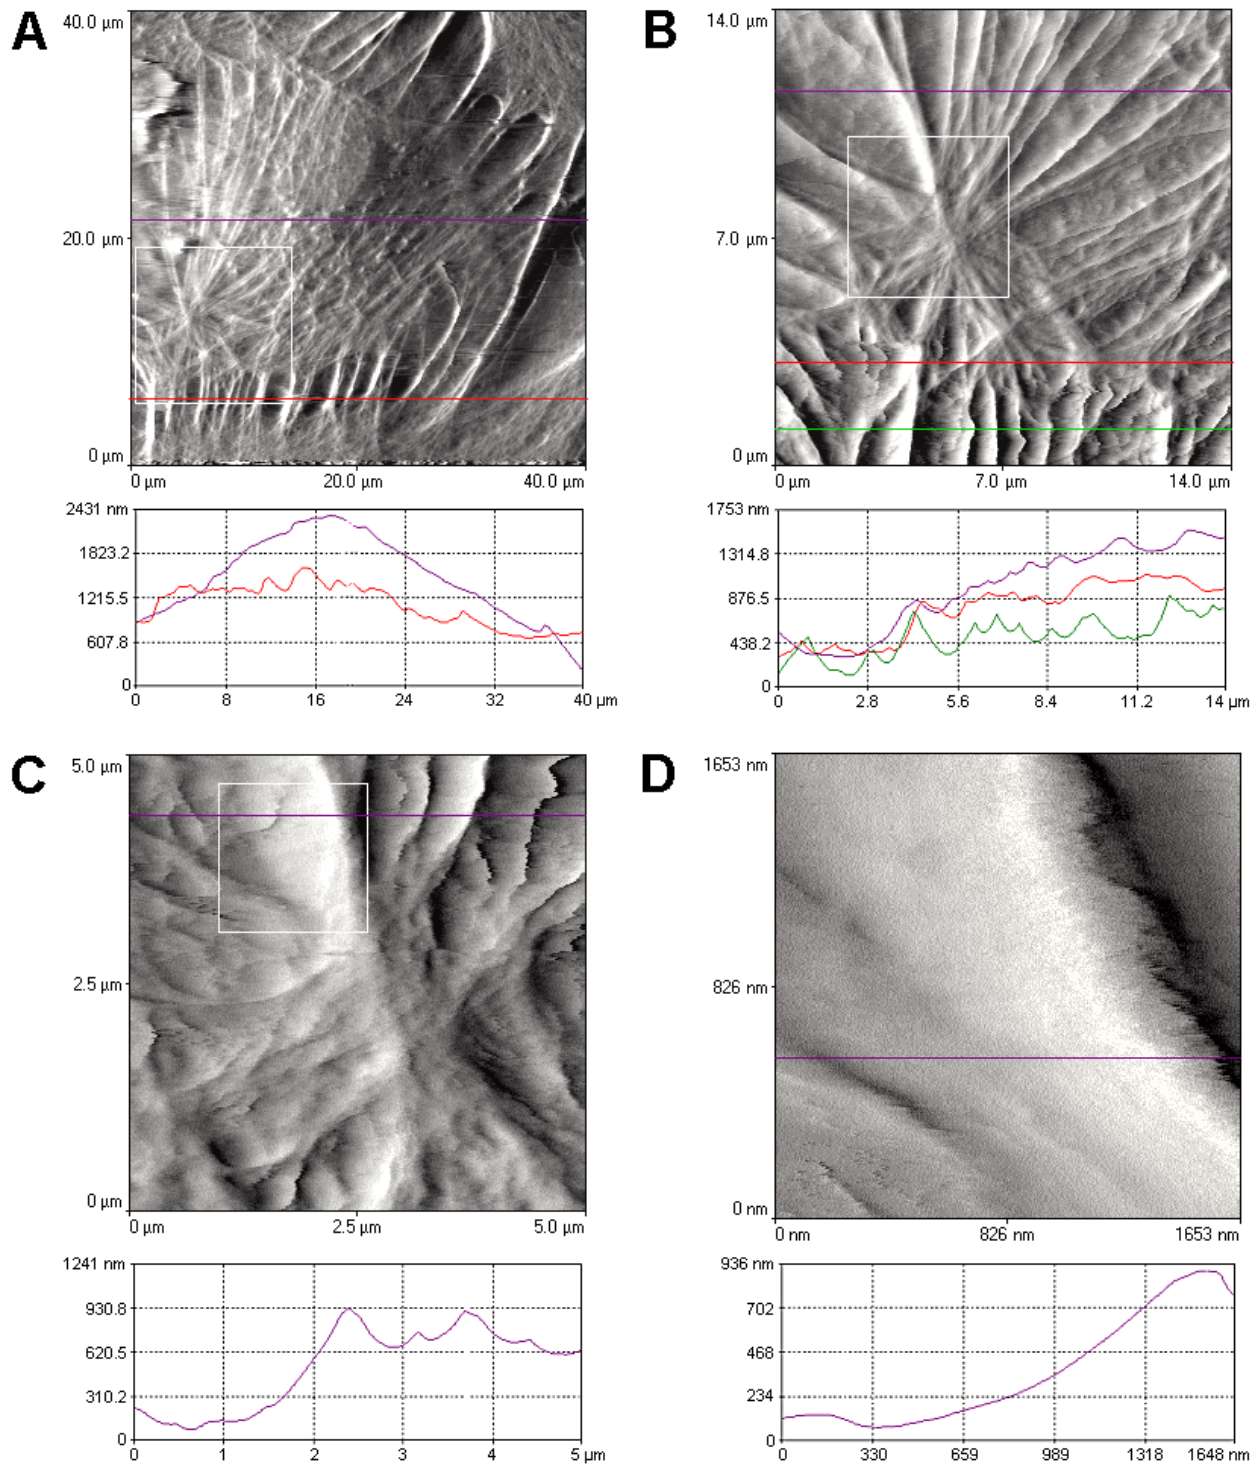 A
40.0 µm
20.0 µm
0 µm
0 µm
20.0 µm
40.0 µm
2431 nm
1823.2
1215.5
607.8
0
0
8
16
24
32
40 µm
B
14.0 µm
7.0 µm
0 µm
0 µm
7.0 µm
14.0 µm
1753 nm
1314.8
876.5
438.2
0
0
2.8
5.6
8.4
11.2
14 µm
C
5.0 µm
2.5 µm
0 µm
0 µm
2.5 µm
5.0 µm
1241 nm
930.8
620.5
310.2
0
0
1
2
3
4
5 µm
D
1653 nm
826 nm
0 nm
0 nm
826 nm
1653 nm
936 nm
702
468
234
0
0
330
659
989
1318
1648 nm